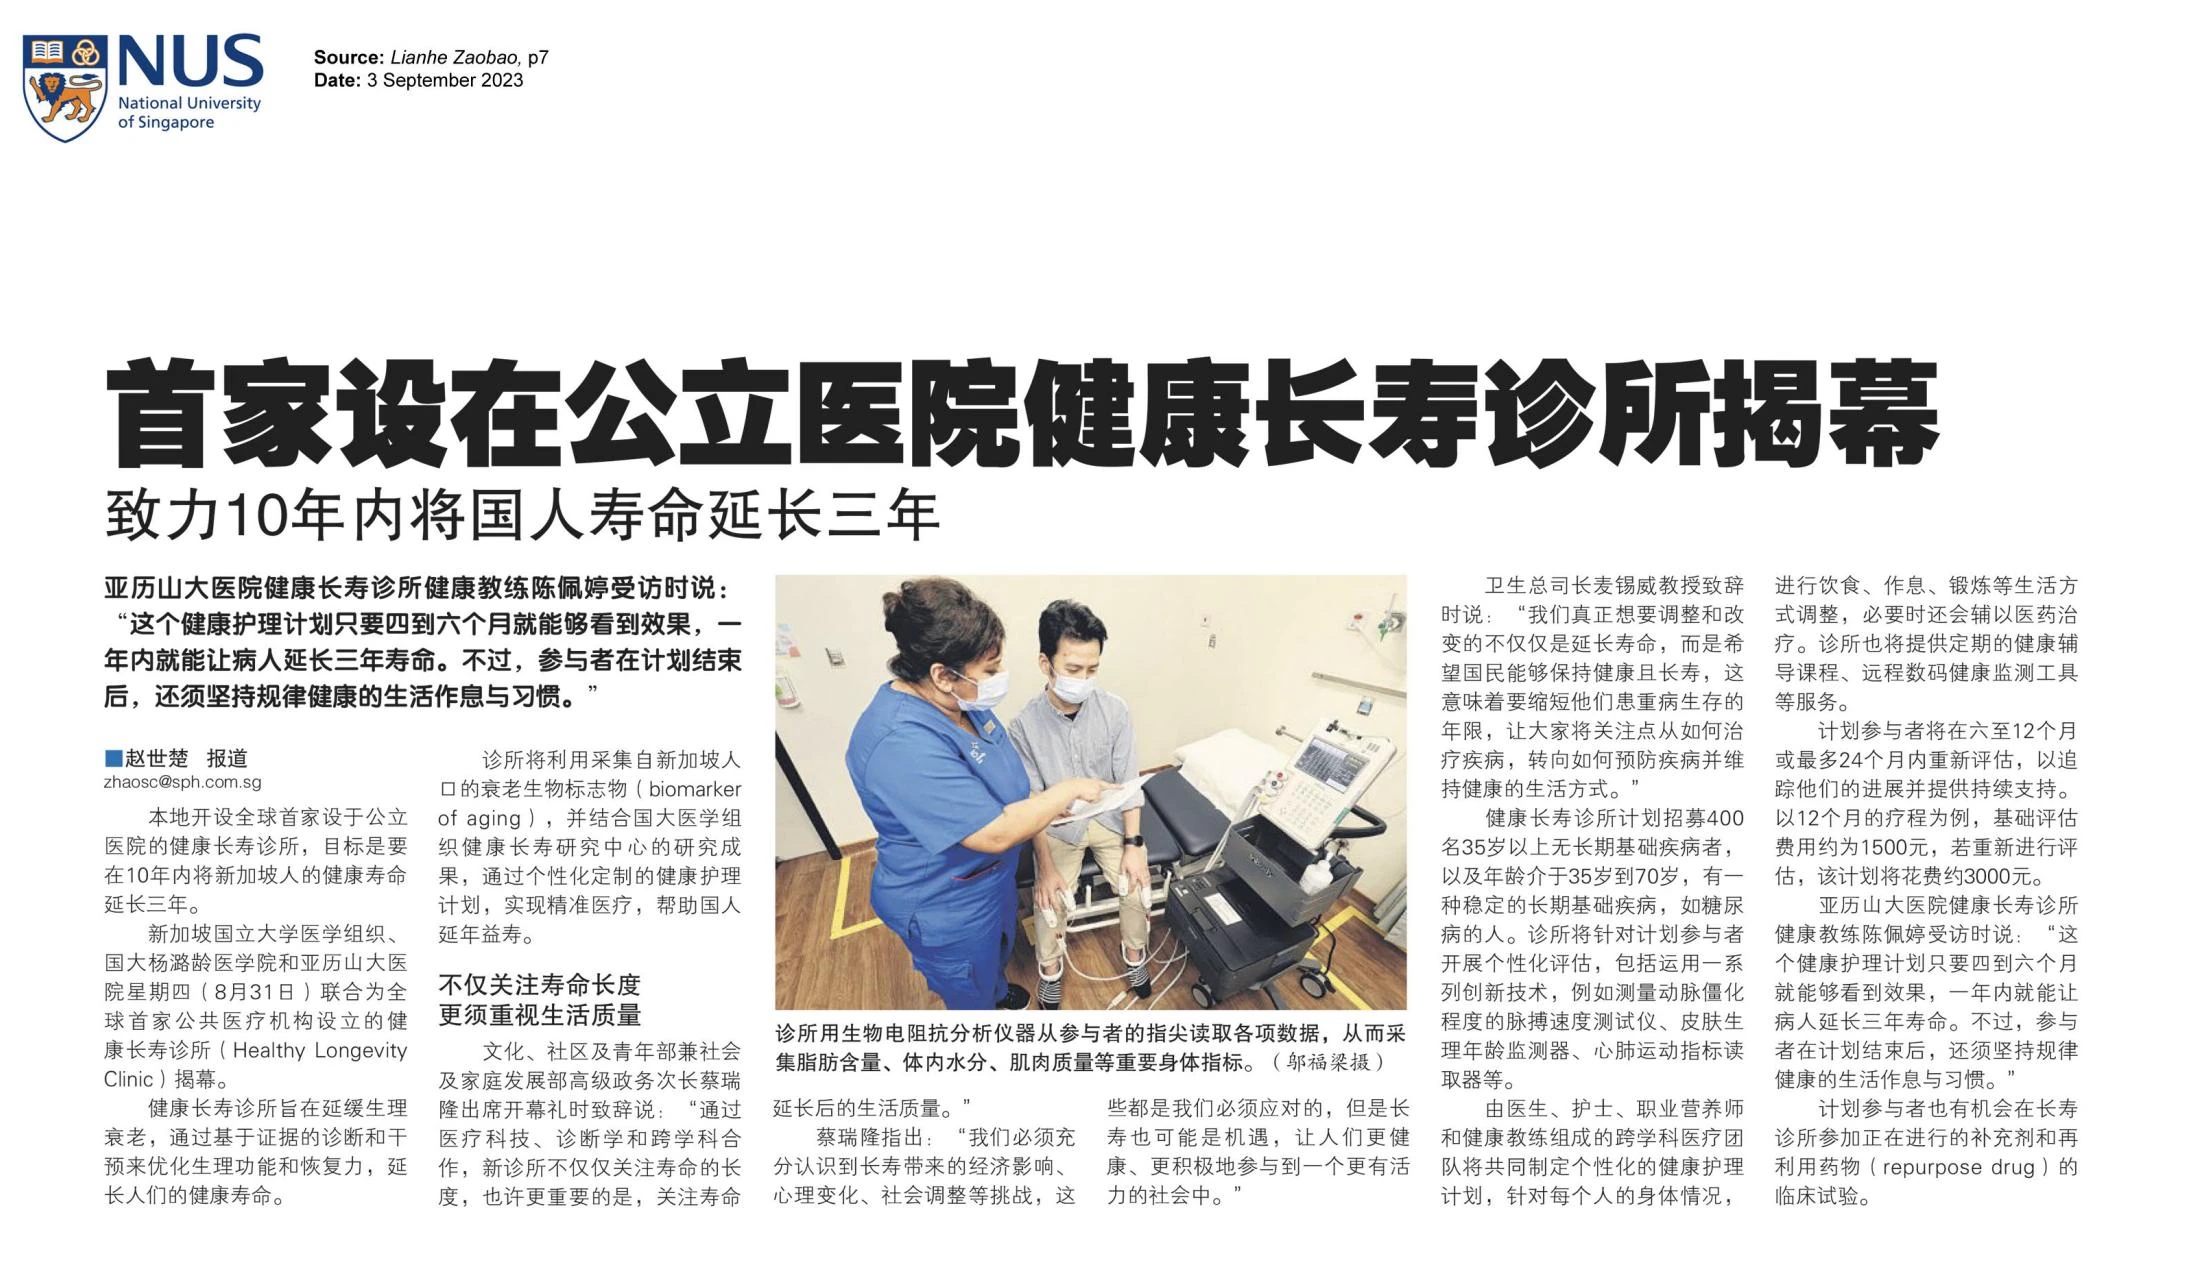 NUS
National University
of Singapore
Source: Lianhe Zaobao, p7
Date: 3 September 2023
首家设在公立医院健康长寿诊所揭幕
致力10年内将国人寿命延长三年
亚历山大医院健康长寿诊所健康教练陈佩婷受访时说：
“这个健康护理计划只要四到六个月就能够看到效果，一
年内就能让病人延长三年寿命。不过，参与者在计划结束
后，还须坚持规律健康的生活作息与习惯。”
■赵世楚 报道
zhaosc@sph.com.sg
本地开设全球首家设于公立
医院的健康长寿诊所，目标是要
在10年内将新加坡人的健康寿命
延长三年。
新加坡国立大学医学组织、
国大杨潞龄医学院和亚历山大医
院星期四（8月31日）联合为全
球首家公共医疗机构设立的健
康长寿诊所（Healthy Longevity
Clinic）揭幕。
健康长寿诊所旨在延缓生理
衰老，通过基于证据的诊断和干
预来优化生理功能和恢复力，延
长人们的健康寿命。
诊所将利用采集自新加坡人
口的衰老生物标志物（biomarker
of aging），并结合国大医学组
织健康长寿研究中心的研究成
果，通过个性化定制的健康护理
计划，实现精准医疗，帮助国人
延年益寿。
不仅关注寿命长度
更须重视生活质量
文化、社区及青年部兼社会
及家庭发展部高级政务次长蔡瑞
隆出席开幕礼时致辞说：“通过
医疗科技、诊断学和跨学科合
作，新诊所不仅仅关注寿命的长
度，也许更重要的是，关注寿命
诊所用生物电阻抗分析仪器从参与者的指尖读取各项数据，从而采
集脂肪含量、体内水分、肌肉质量等重要身体指标。（邬福梁摄）
延长后的生活质量。”
蔡瑞隆指出：“我们必须充
分认识到长寿带来的经济影响、
心理变化、社会调整等挑战，这
些都是我们必须应对的，但是长
寿也可能是机遇，让人们更健
康、更积极地参与到一个更有活
力的社会中。”
卫生总司长麦锡威教授致辞
时说：“我们真正想要调整和改
变的不仅仅是延长寿命，而是希
望国民能够保持健康且长寿，这
意味着要缩短他们患重病生存的
年限，让大家将关注点从如何治
疗疾病，转向如何预防疾病并维
持健康的生活方式。”
健康长寿诊所计划招募400
名35岁以上无长期基础疾病者，
以及年龄介于35岁到70岁，有一
种稳定的长期基础疾病，如糖尿
病的人。诊所将针对计划参与者
开展个性化评估，包括运用一系
列创新技术，例如测量动脉僵化
程度的脉搏速度测试仪、皮肤生
理年龄监测器、心肺运动指标读
取器等。
由医生、护士、职业营养师
和健康教练组成的跨学科医疗团
队将共同制定个性化的健康护理
计划，针对每个人的身体情况，
进行饮食、作息、锻炼等生活方
式调整，必要时还会辅以医药治
疗。诊所也将提供定期的健康辅
导课程、远程数码健康监测工具
等服务。
计划参与者将在六至12个月
或最多24个月内重新评估，以追
踪他们的进展并提供持续支持。
以12个月的疗程为例，基础评估
费用约为1500元，若重新进行评
估，该计划将花费约3000元。
亚历山大医院健康长寿诊所
健康教练陈佩婷受访时说：“这
个健康护理计划只要四到六个月
就能够看到效果，一年内就能让
病人延长三年寿命。不过，参与
者在计划结束后，还须坚持规律
健康的生活作息与习惯。”
计划参与者也有机会在长寿
诊所参加正在进行的补充剂和再
利用药物（repurpose drug）的
临床试验。